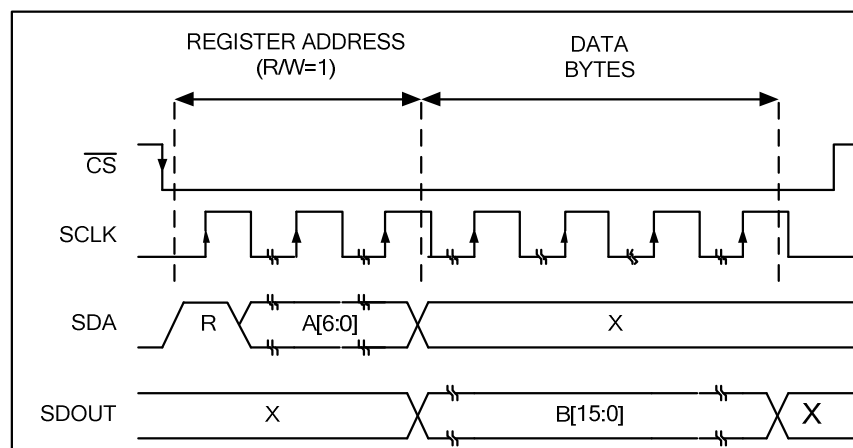 REGISTER ADDRESS
(R/W=1)
DATA
BYTES
CS
SCLK
SDA
R
A[6:0]
X
SDOUT
X
B[15:0]
X